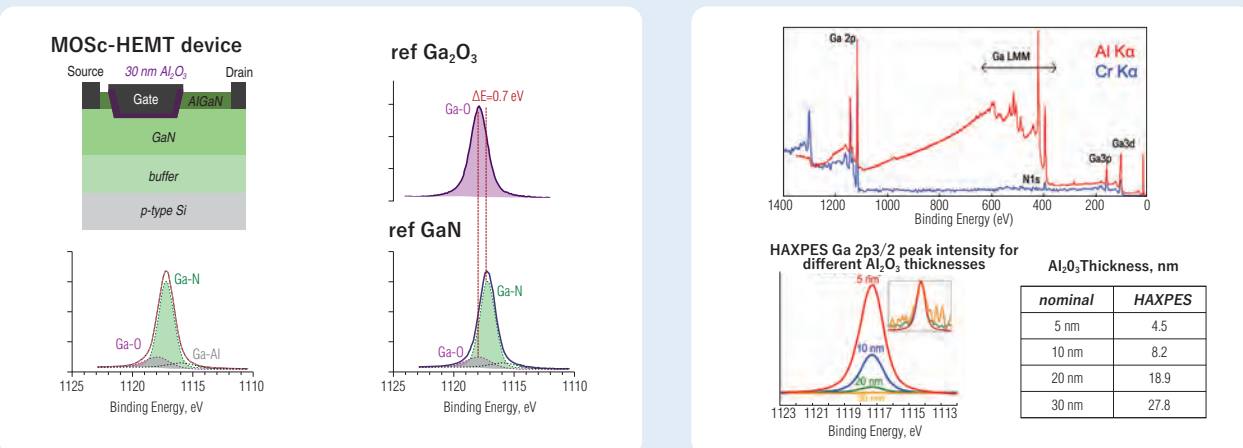 MOSc-HEMT device
Source
30 nm Al₂O₃
Drain
Gate
AlGaN
GaN
buffer
p-type Si
Ga-N
Ga-O
Ga-Al
1125
1120
1115
1110
Binding Energy, eV
ref Ga₂O₃
ΔE=0.7 eV
Ga-O
ref GaN
Ga-N
Ga-O
1125
1120
1115
1110
Binding Energy, eV
Ga 2p
Ga LMM
Al Kα
Cr Kα
Ga3d
Ga3p
N1s
1400
1200
1000
800
600
400
200
0
Binding Energy (eV)
HAXPES Ga 2p3/2 peak intensity for
different Al₂O₃ thicknesses
5 nm
10 nm
20 nm
30 nm
1123
1121
1119
1117
1115
1113
Binding Energy, eV
Al₂0₃Thickness, nm
nominal HAXPES
5 nm 4.5
10 nm 8.2
20 nm 18.9
30 nm 27.8